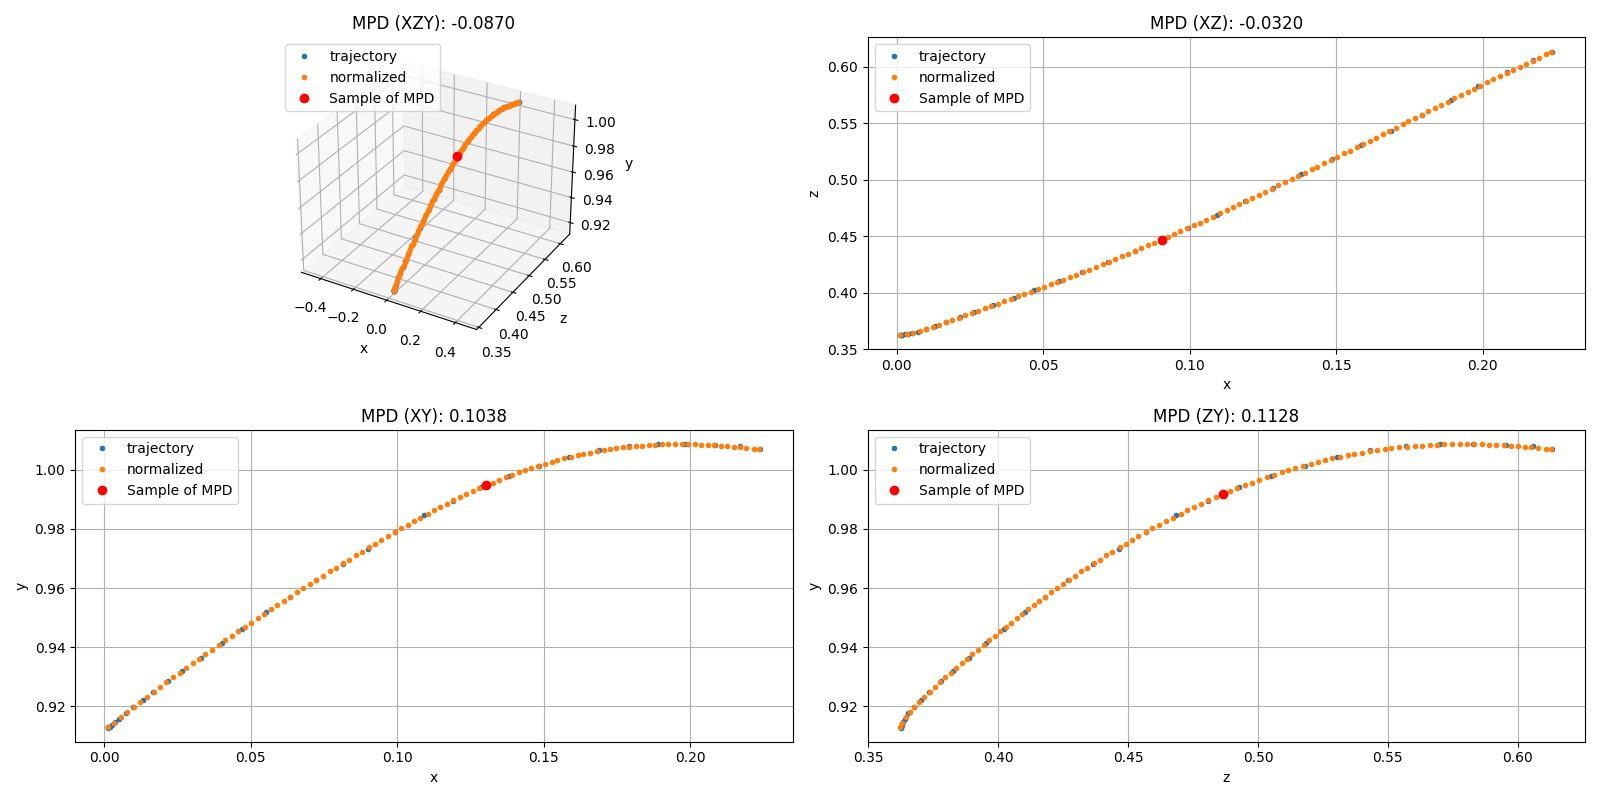 MPD (XZY): -0.0870
trajectory
normalized
Sample of MPD
1.00
0.98
0.96
0.94
0.92
y
0.60
0.55
0.50
0.45
0.40
0.35
z
−0.4
−0.2
0.0
0.2
0.4
x
MPD (XZ): -0.0320
trajectory
normalized
Sample of MPD
0.60
0.55
0.50
0.45
0.40
0.35
z
0.00 0.05 0.10 0.15 0.20
x
MPD (XY): 0.1038
trajectory
normalized
Sample of MPD
1.00
0.98
0.96
0.94
0.92
y
0.00 0.05 0.10 0.15 0.20
x
MPD (ZY): 0.1128
trajectory
normalized
Sample of MPD
1.00
0.98
0.96
0.94
0.92
y
0.35 0.40 0.45 0.50 0.55 0.60
z